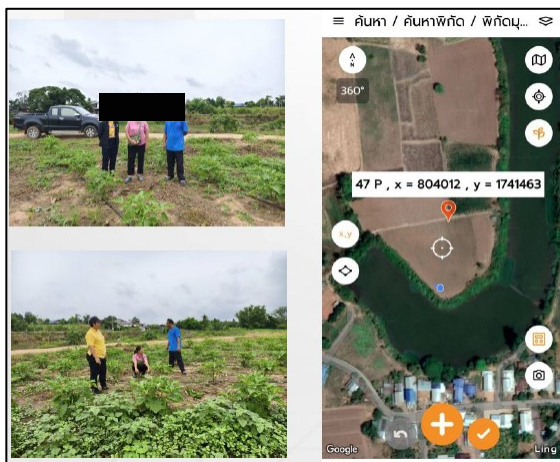 ค้นหา / ค้นหาพิกัด / พิกัดมุ...
N
360°
47 P , x = 804012 , y = 1741463
x,y
Google